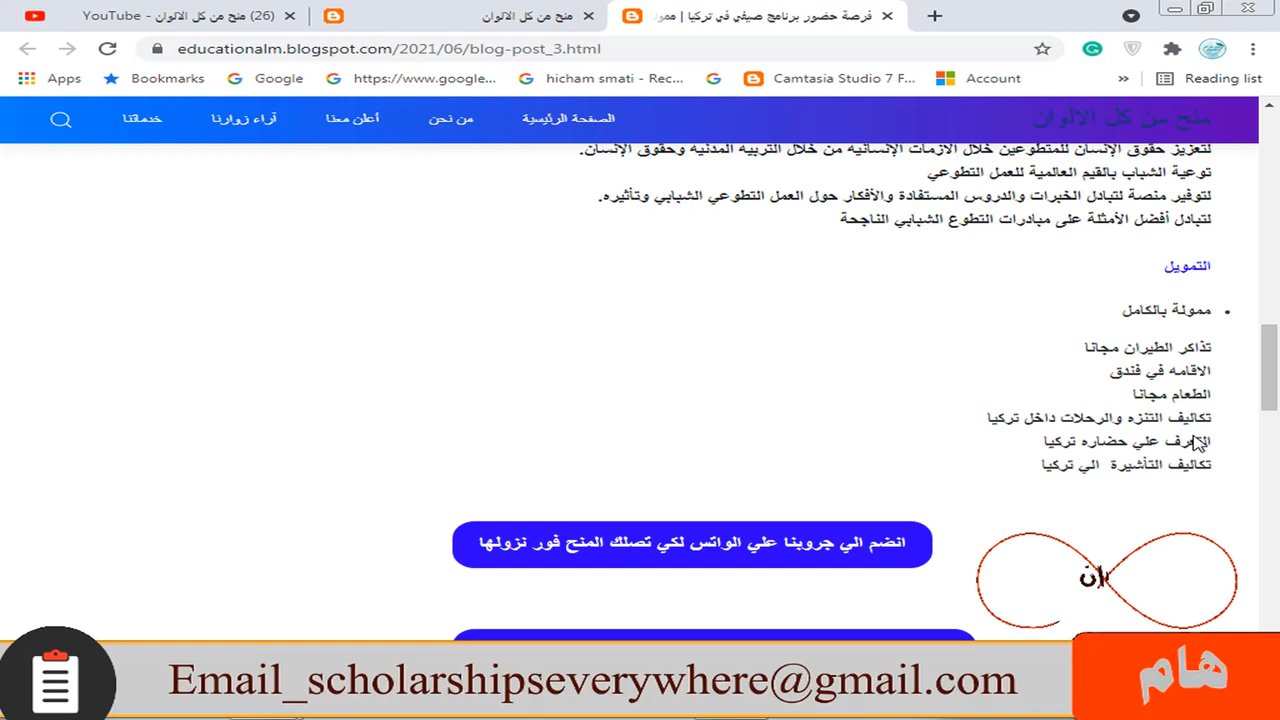 YouTube - منح من كل الالوان (26)
منح من كل الالوان
فرصة حضور برنامج صيفي في تركيا |
educationalm.blogspot.com/2021/06/blog-post_3.html
Apps
Bookmarks
Google
https://www.google...
hicham smati - Rec...
Camtasia Studio 7 F...
Account
»
Reading list
منح من كل الالوان
الصفحة الرئيسية
من نحن
أعلن معنا
آراء زوارنا
خدماتنا
لتعزيز حقوق الإنسان للمتطوعين خلال الأزمات الإنسانية من خلال التربية المدنية وحقوق الإنسان.
توعية الشباب بالقيم العالمية للعمل التطوعي
لتوفير منصة لتبادل الخبرات والدروس المستفادة والأفكار حول العمل التطوعي الشبابي وتأثيره.
لتبادل أفضل الأمثلة على مبادرات التطوع الشبابي الناجحة
التمويل
ممولة بالكامل
تذاكر الطيران مجانا
الاقامه في فندق
الطعام مجانا
تكاليف التنزه والرحلات داخل تركيا
التعرف علي حضاره تركيا
تكاليف التأشيرة الي تركيا
انضم الي جروبنا علي الواتس لكي تصلك المنح فور نزولها
Email_scholarshipseverywhere@gmail.com
هام